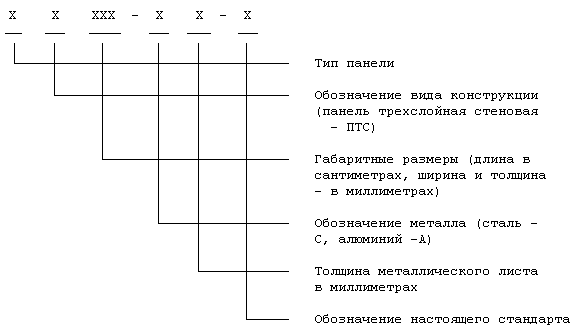 X X XXX - X X - X
Тип панели
Обозначение вида конструкции
(панель трехслойная стеновая
- ПТС)
Габаритные размеры (длина в
сантиметрах, ширина и толщина
- в миллиметрах)
Обозначение металла (сталь -
С, алюминий -А)
Толщина металлического листа
в миллиметрах
Обозначение настоящего стандарта